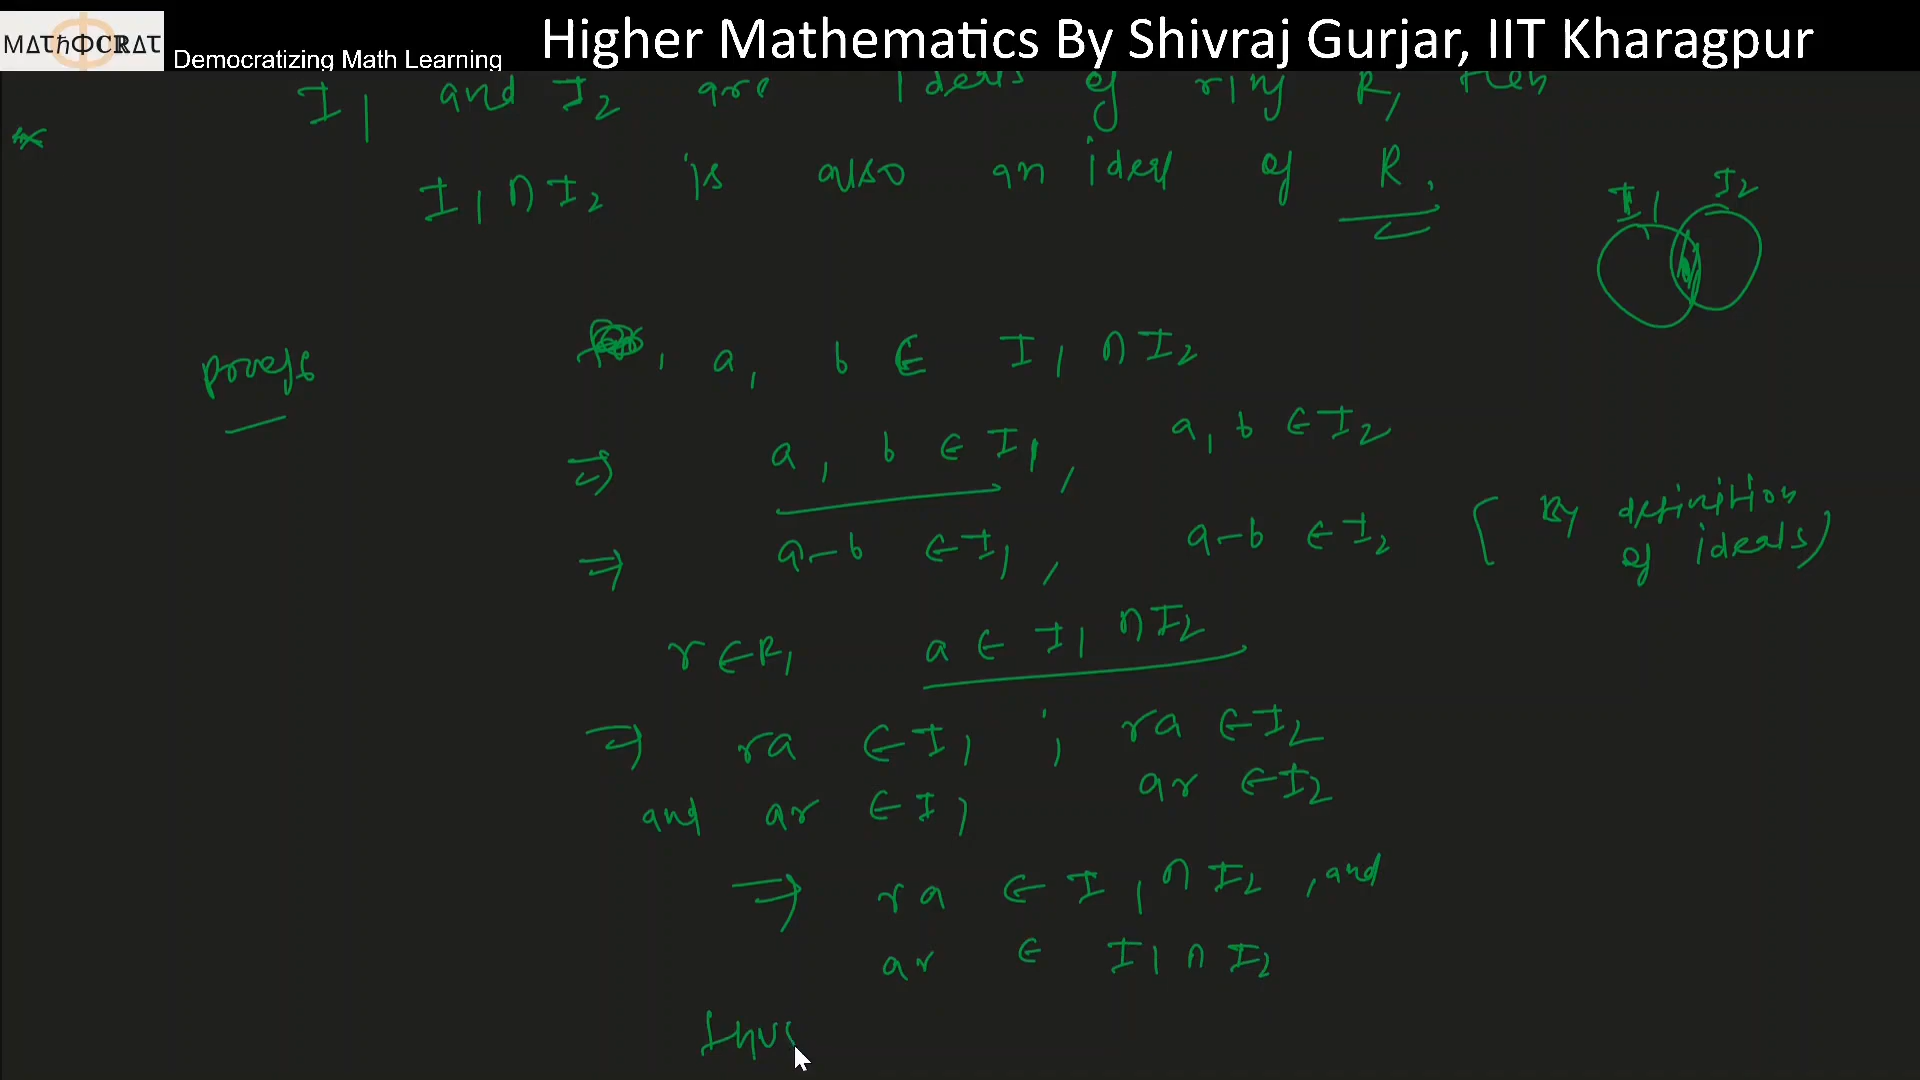 MΔTℏΦCRΔT
Democratizing Math Learning
Higher Mathematics By Shivraj Gurjar, IIT Kharagpur
I₁ and I₂ are ideals of ring R, then
I₁ ∩ I₂ is also an ideal of R.
I₁ I₂
Proof:
, a, b ∈ I₁ ∩ I₂
⇒ a, b ∈ I₁, a, b ∈ I₂
⇒ a-b ∈ I₁, a-b ∈ I₂ [By definition
of ideals)
r ∈ R, a ∈ I₁ ∩ I₂
⇒ ra ∈ I₁ ; ra ∈ I₂
and ar ∈ I₁ ar ∈ I₂
⇒ ra ∈ I₁ ∩ I₂, and
ar ∈ I₁ ∩ I₂
Thus